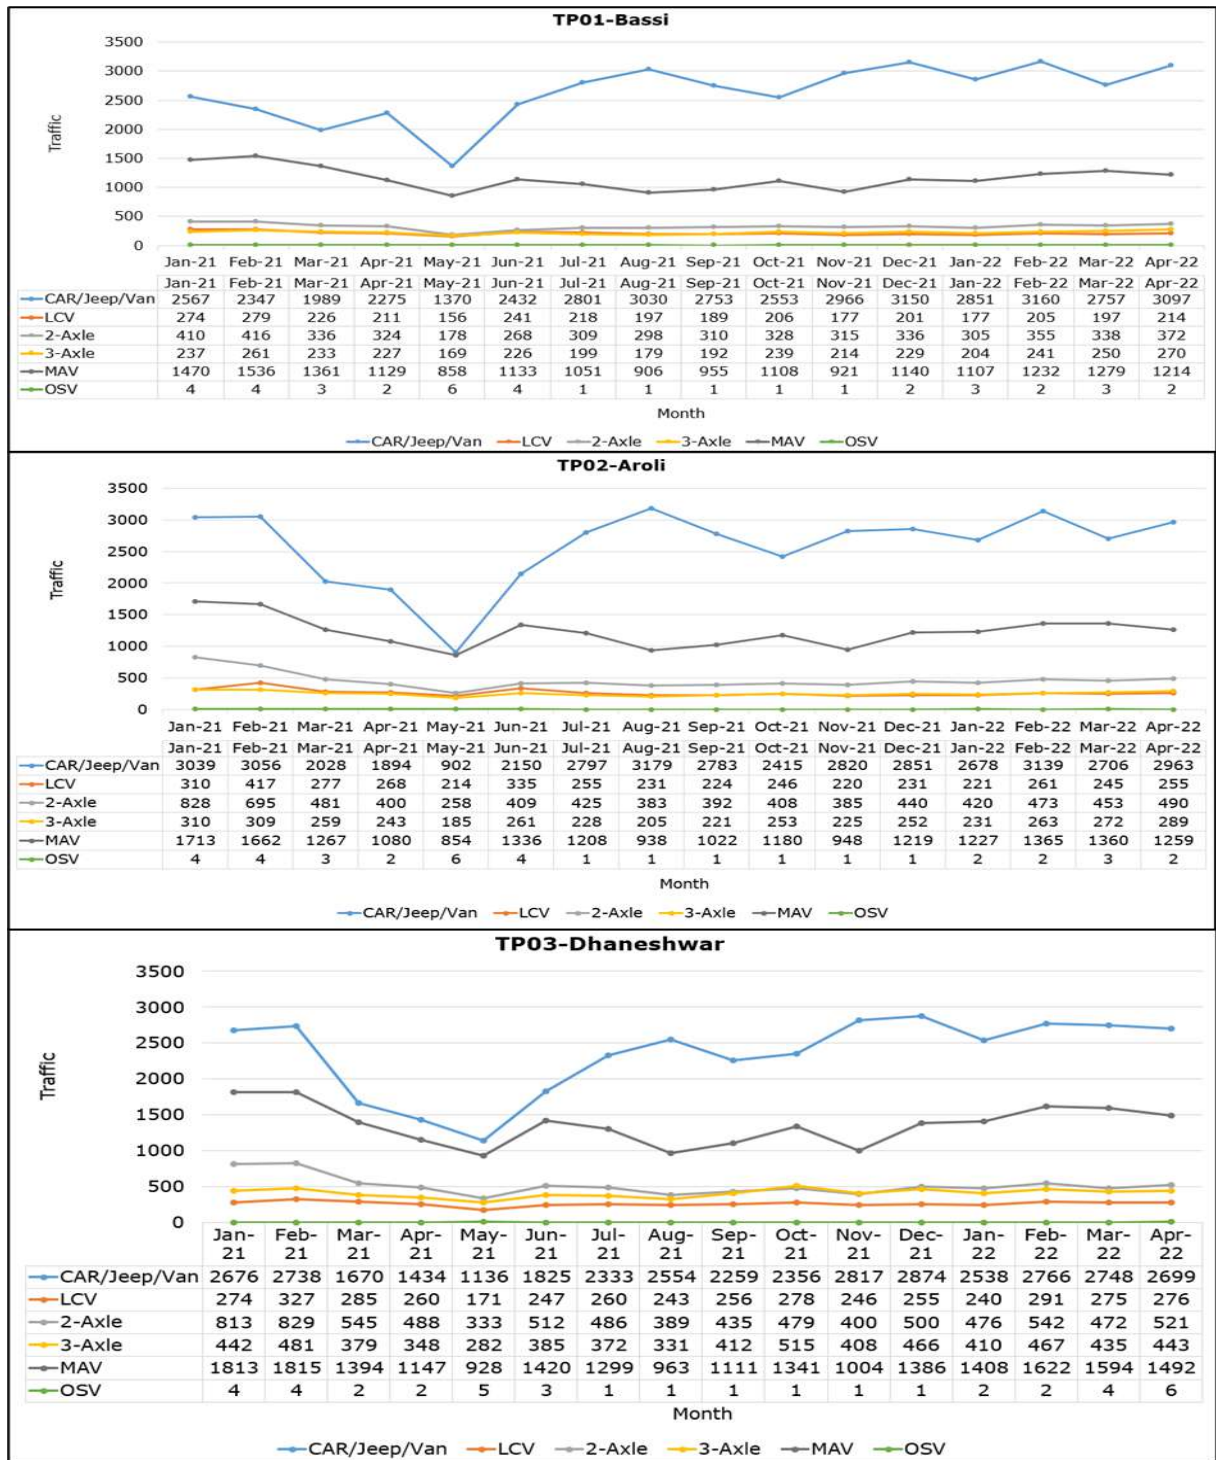 TP01-Bassi
3500
3000
2500
2000
1500
1000
500
0
Traffic
Jan-21 Feb-21 Mar-21 Apr-21 May-21 Jun-21 Jul-21 Aug-21 Sep-21 Oct-21 Nov-21 Dec-21 Jan-22 Feb-22 Mar-22 Apr-22
Jan-21 Feb-21 Mar-21 Apr-21 May-21 Jun-21 Jul-21 Aug-21 Sep-21 Oct-21 Nov-21 Dec-21 Jan-22 Feb-22 Mar-22 Apr-22
CAR/Jeep/Van 2567 2347 1989 2275 1370 2432 2801 3030 2753 2553 2966 3150 2851 3160 2757 3097
LCV 274 279 226 211 156 241 218 197 189 206 177 201 177 205 197 214
2-Axle 410 416 336 324 178 268 309 298 310 328 315 336 305 355 338 372
3-Axle 237 261 233 227 169 226 199 179 192 239 214 229 204 241 250 270
MAV 1470 1536 1361 1129 858 1133 1051 906 955 1108 921 1140 1107 1232 1279 1214
OSV 4 4 3 2 6 4 1 1 1 1 1 2 3 2 3 2
Month
CAR/Jeep/Van LCV 2-Axle 3-Axle MAV OSV
TP02-Aroli
3500
3000
2500
2000
1500
1000
500
0
Traffic
Jan-21 Feb-21 Mar-21 Apr-21 May-21 Jun-21 Jul-21 Aug-21 Sep-21 Oct-21 Nov-21 Dec-21 Jan-22 Feb-22 Mar-22 Apr-22
Jan-21 Feb-21 Mar-21 Apr-21 May-21 Jun-21 Jul-21 Aug-21 Sep-21 Oct-21 Nov-21 Dec-21 Jan-22 Feb-22 Mar-22 Apr-22
CAR/Jeep/Van 3039 3056 2028 1894 902 2150 2797 3179 2783 2415 2820 2851 2678 3139 2706 2963
LCV 310 417 277 268 214 335 255 231 224 246 220 231 221 261 245 255
2-Axle 828 695 481 400 258 409 425 383 392 408 385 440 420 473 453 490
3-Axle 310 309 259 243 185 261 228 205 221 253 225 252 231 263 272 289
MAV 1713 1662 1267 1080 854 1336 1208 938 1022 1180 948 1219 1227 1365 1360 1259
OSV 4 4 3 2 6 4 1 1 1 1 1 1 2 2 3 2
Month
CAR/Jeep/Van LCV 2-Axle 3-Axle MAV OSV
TP03-Dhaneshwar
3500
3000
2500
2000
1500
1000
500
0
Traffic
Jan- Feb- Mar- Apr- May- Jun- Jul- Aug- Sep- Oct- Nov- Dec- Jan- Feb- Mar- Apr-
21 21 21 21 21 21 21 21 21 21 21 21 22 22 22 22
CAR/Jeep/Van 2676 2738 1670 1434 1136 1825 2333 2554 2259 2356 2817 2874 2538 2766 2748 2699
LCV 274 327 285 260 171 247 260 243 256 278 246 255 240 291 275 276
2-Axle 813 829 545 488 333 512 486 389 435 479 400 500 476 542 472 521
3-Axle 442 481 379 348 282 385 372 331 412 515 408 466 410 467 435 443
MAV 1813 1815 1394 1147 928 1420 1299 963 1111 1341 1004 1386 1408 1622 1594 1492
OSV 4 4 2 2 5 3 1 1 1 1 1 1 2 2 4 6
Month
CAR/Jeep/Van LCV 2-Axle 3-Axle MAV OSV